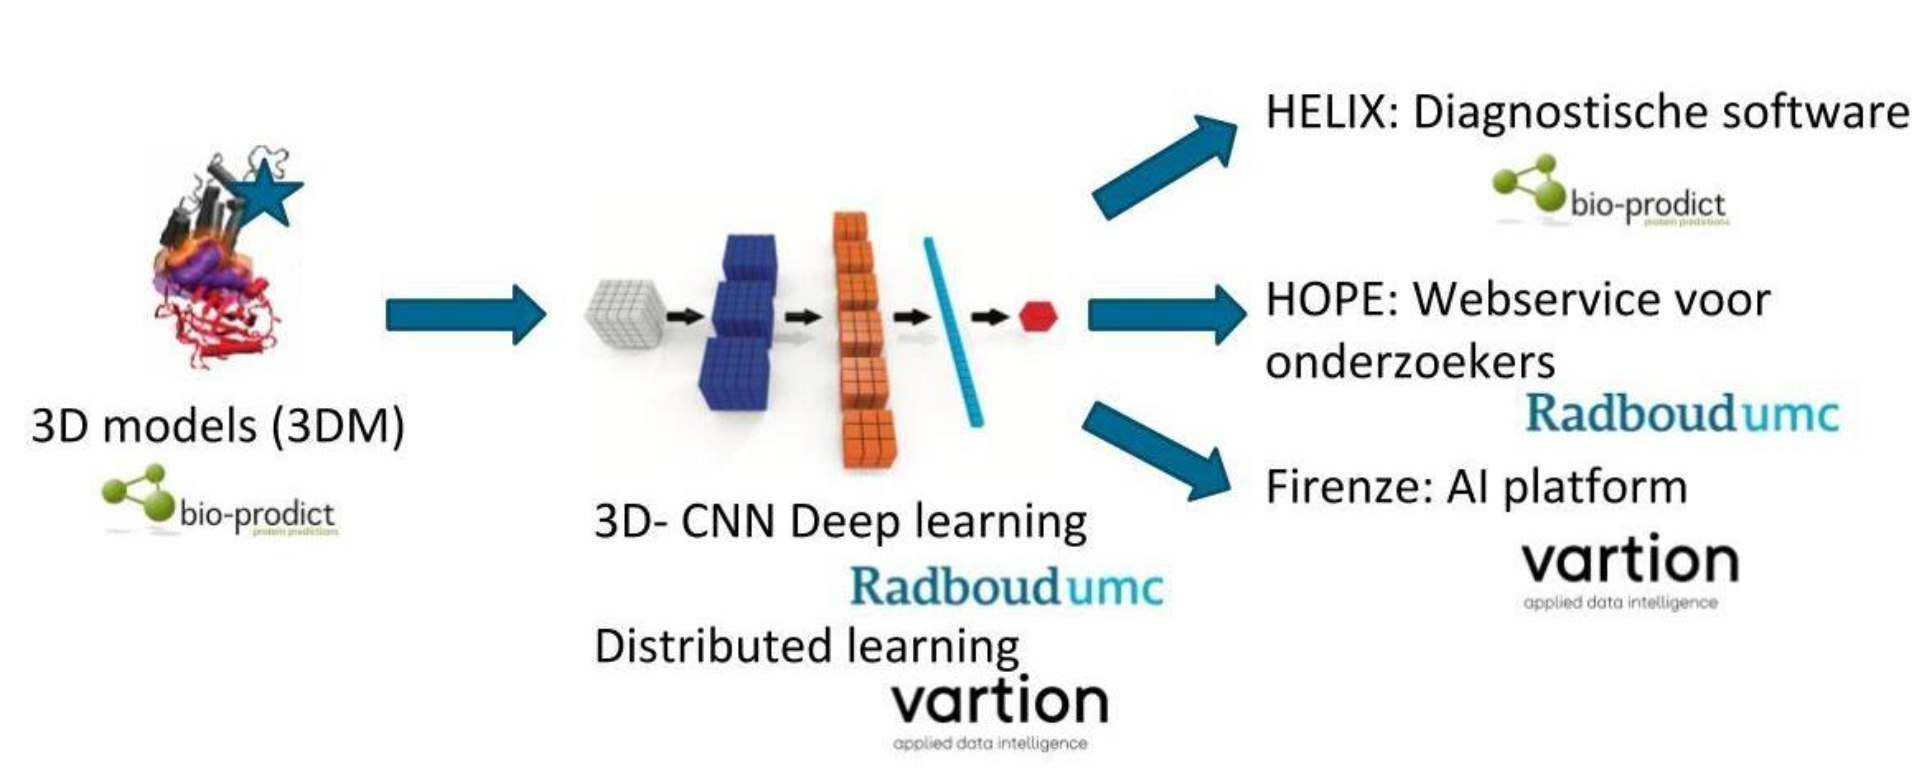 3D models (3DM)
bio-prodict
protein predictions
3D- CNN Deep learning
Radboudumc
Distributed learning
vartion
applied data intelligence
HELIX: Diagnostische software
bio-prodict
protein predictions
HOPE: Webservice voor
onderzoekers
Radboudumc
Firenze: AI platform
vartion
applied data intelligence